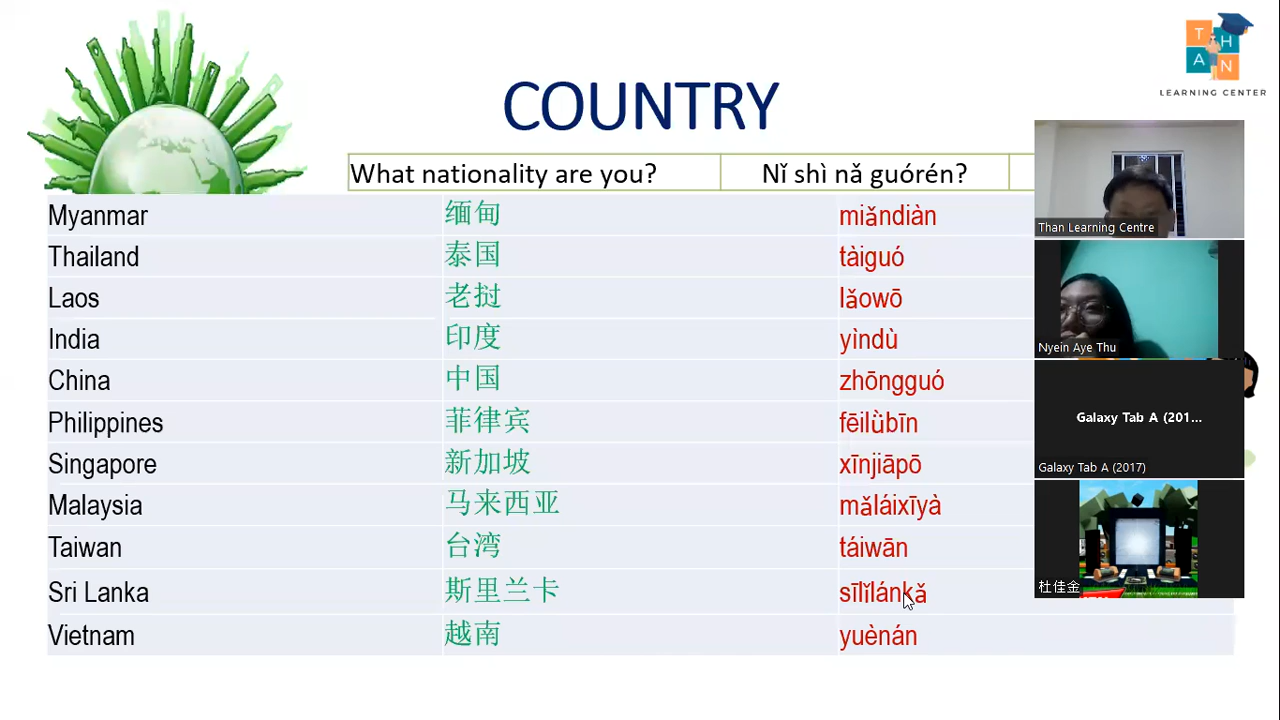 T
H
A
N
LEARNING CENTER
COUNTRY
What nationality are you? Nǐ shì nǎ guórén?
Myanmar 缅甸 miǎndiàn
Thailand 泰国 tàiguó
Laos 老挝 lǎowō
India 印度 yìndù
China 中国 zhōngguó
Philippines 菲律宾 fēilǜbīn
Singapore 新加坡 xīnjiāpō
Malaysia 马来西亚 mǎláixīyà
Taiwan 台湾 táiwān
Sri Lanka 斯里兰卡 sīlǐlánkǎ
Vietnam 越南 yuènán
Than Learning Centre
Nyein Aye Thu
Galaxy Tab A (201...
Galaxy Tab A (2017)
杜佳金